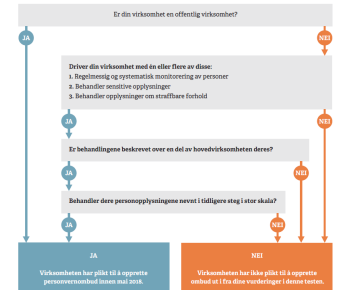 Er din virksomhet en offentlig virksomhet?
JA
NEI
Driver din virksomhet med én eller flere av disse:
1. Regelmessig og systematisk monitorering av personer
2. Behandler sensitive opplysninger
3. Behandler opplysninger om straffbare forhold
JA
NEI
Er behandlingene beskrevet over en del av hovedvirksomheten deres?
JA
NEI
Behandler dere personopplysningene nevnt i tidligere steg i stor skala?
JA
NEI
JA
Virksomheten har plikt til å opprette
personvernombud innen mai 2018.
NEI
Virksomheten har ikke plikt til å opprette
ombud ut i fra dine vurderinger i denne testen.